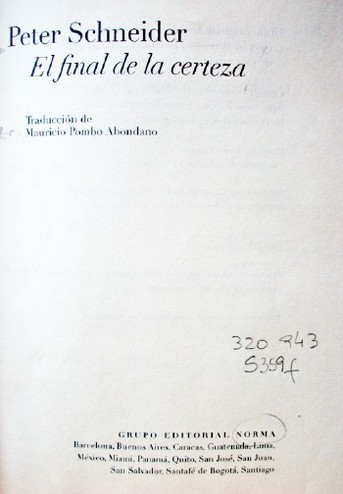 Peter Schneider
El final de la certeza
Traducción de
Mauricio Pombo Abondano
320 943
S359f
GRUPO EDITORIAL NORMA
Barcelona, Buenos Aires, Caracas, Guatemala, Lima,
México, Miami, Panamá, Quito, San José, San Juan,
San Salvador, Santafé de Bogotá, Santiago